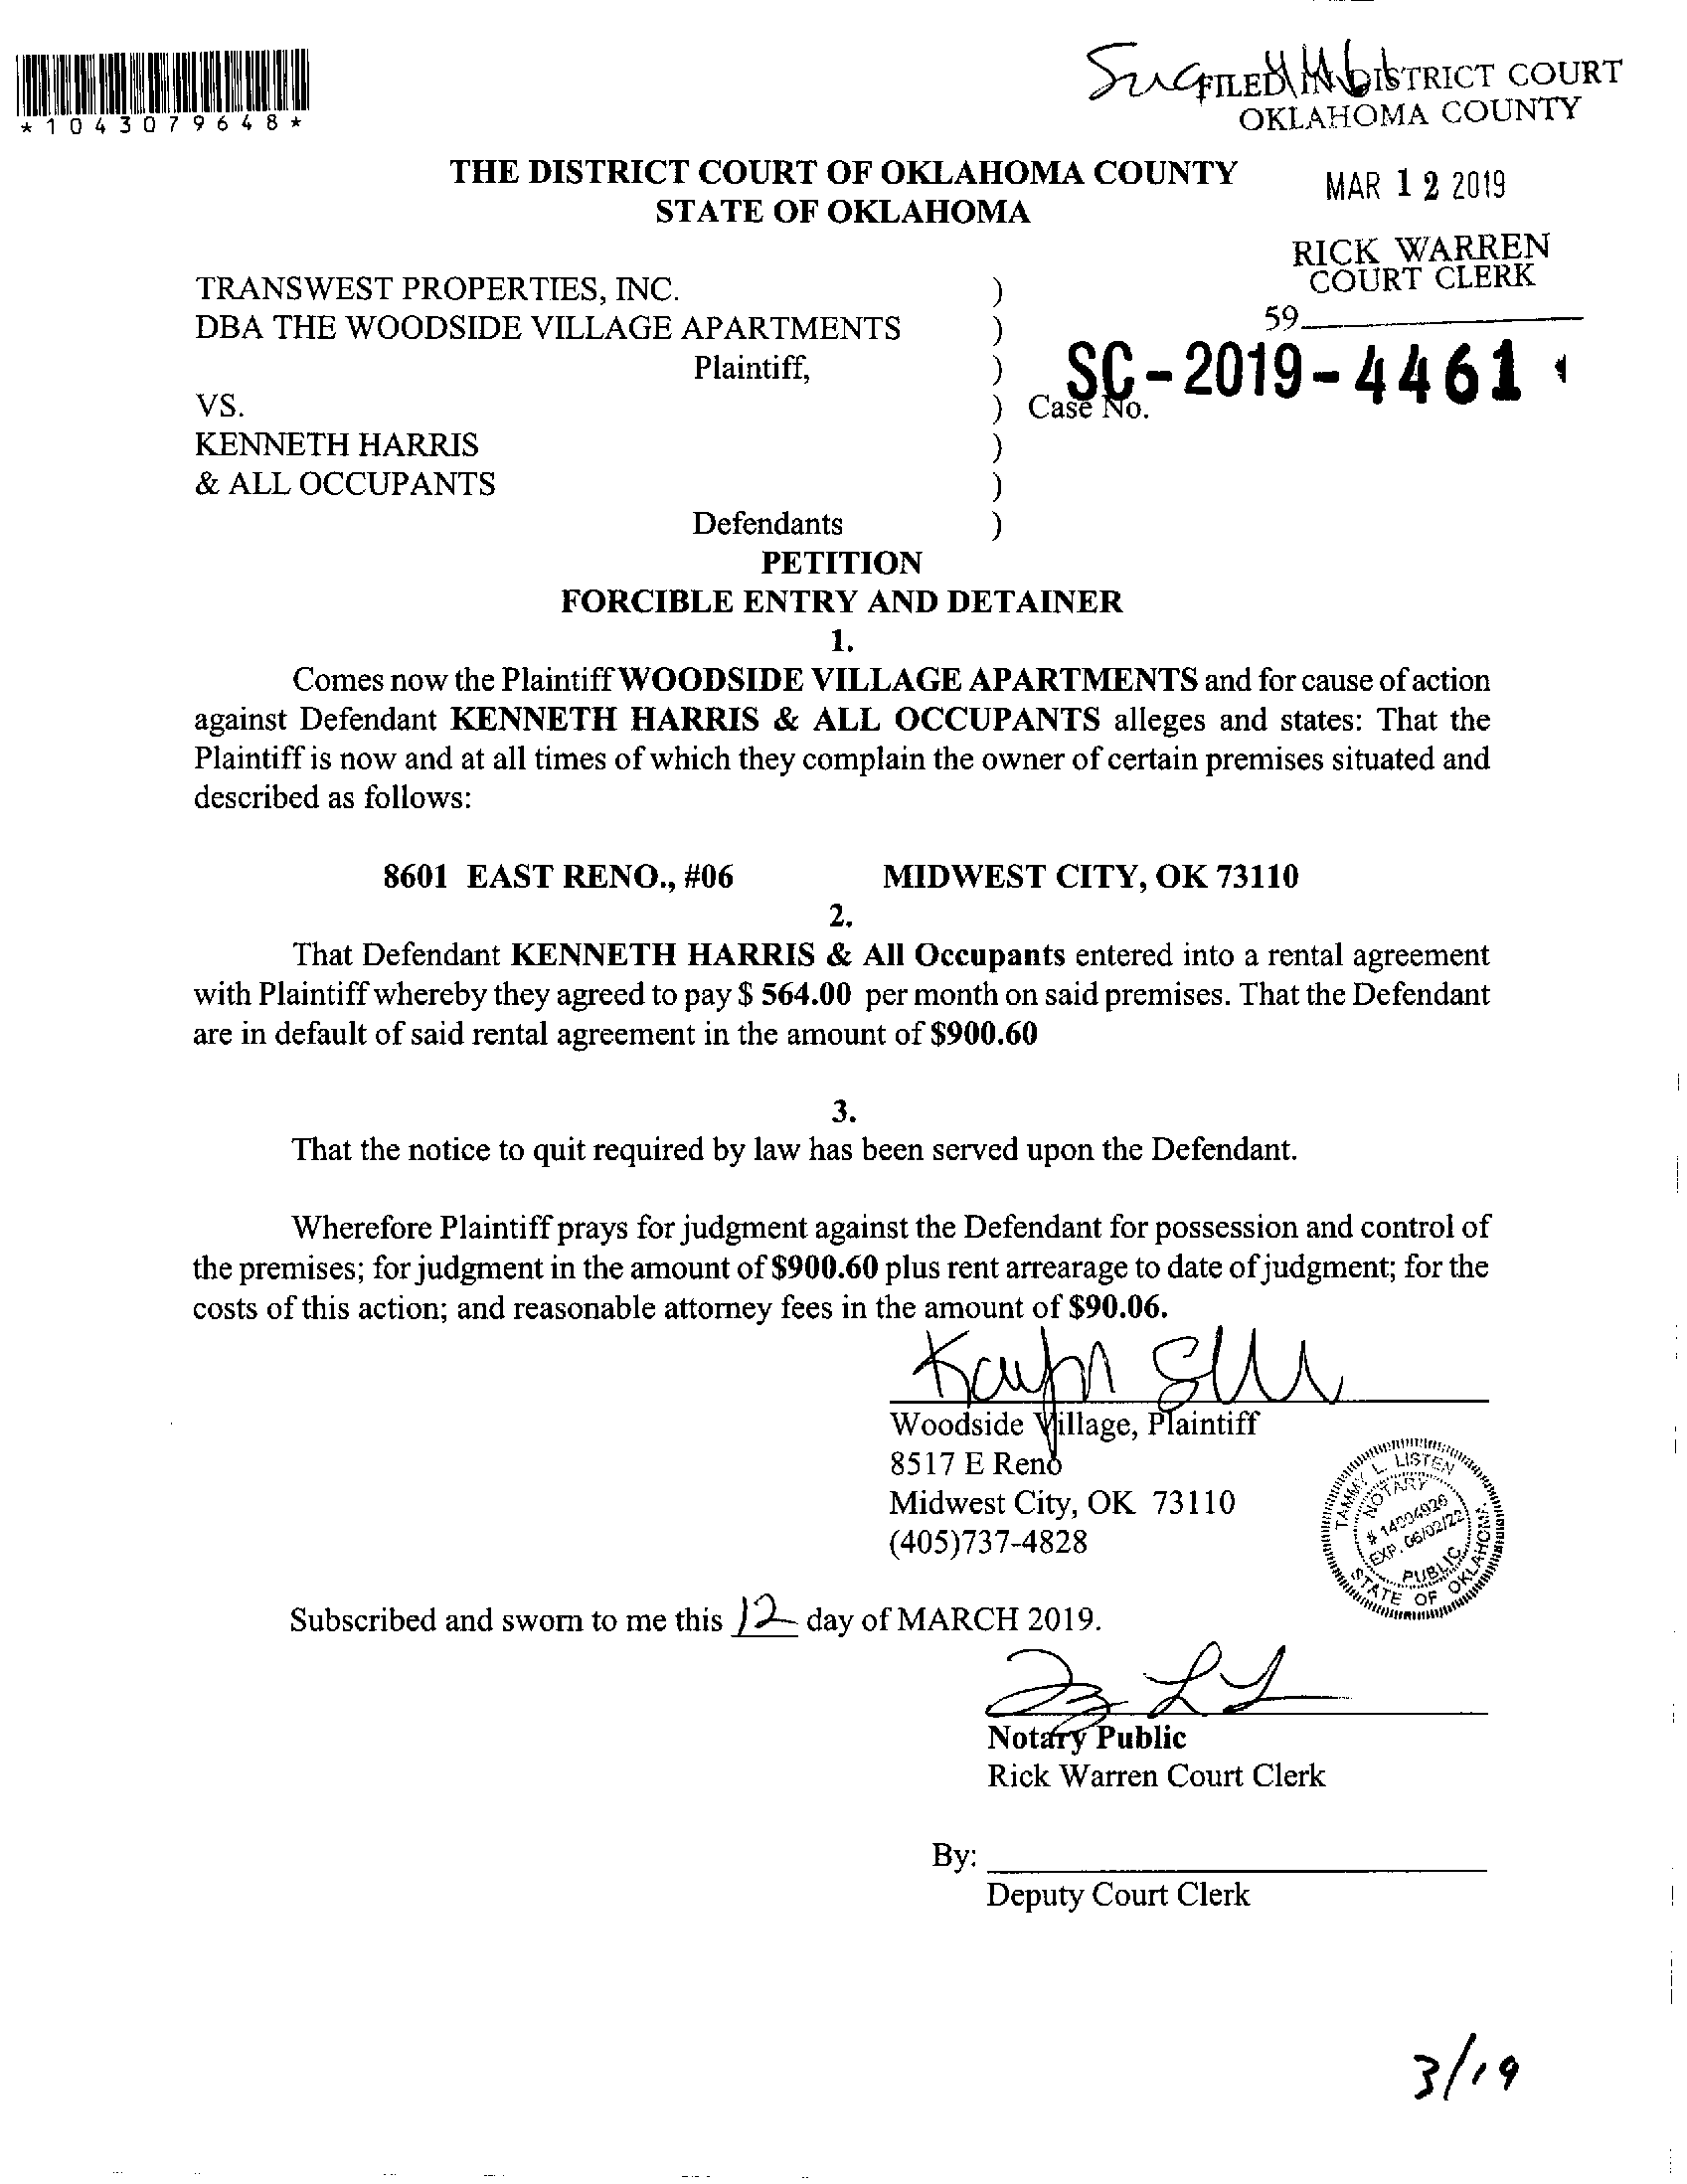 *1043079648*
FILED IN DISTRICT COURT
OKLAHOMA COUNTY
MAR 12 2019
RICK WARREN
COURT CLERK
59
THE DISTRICT COURT OF OKLAHOMA COUNTY
STATE OF OKLAHOMA
TRANSWEST PROPERTIES, INC. )
DBA THE WOODSIDE VILLAGE APARTMENTS )
Plaintiff, )
SC-2019-4461
VS. ) Case No.
KENNETH HARRIS )
& ALL OCCUPANTS )
Defendants )
PETITION
FORCIBLE ENTRY AND DETAINER
1.
Comes now the Plaintiff WOODSIDE VILLAGE APARTMENTS and for cause of action
against Defendant KENNETH HARRIS & ALL OCCUPANTS alleges and states: That the
Plaintiff is now and at all times of which they complain the owner of certain premises situated and
described as follows:
8601 EAST RENO., #06 MIDWEST CITY, OK 73110
2.
That Defendant KENNETH HARRIS & All Occupants entered into a rental agreement
with Plaintiff whereby they agreed to pay $ 564.00 per month on said premises. That the Defendant
are in default of said rental agreement in the amount of $900.60
3.
That the notice to quit required by law has been served upon the Defendant.
Wherefore Plaintiff prays for judgment against the Defendant for possession and control of
the premises; for judgment in the amount of $900.60 plus rent arrearage to date of judgment; for the
costs of this action; and reasonable attorney fees in the amount of $90.06.
Woodside Village, Plaintiff
8517 E Reno
Midwest City, OK 73110
(405)737-4828
TAMMY L. LISTEN
NOTARY
# 14004926
EXP. 06/02/22
PUBLIC
STATE OF OKLAHOMA
Subscribed and sworn to me this 12 day of MARCH 2019.
Notary Public
Rick Warren Court Clerk
By:
Deputy Court Clerk
3/19